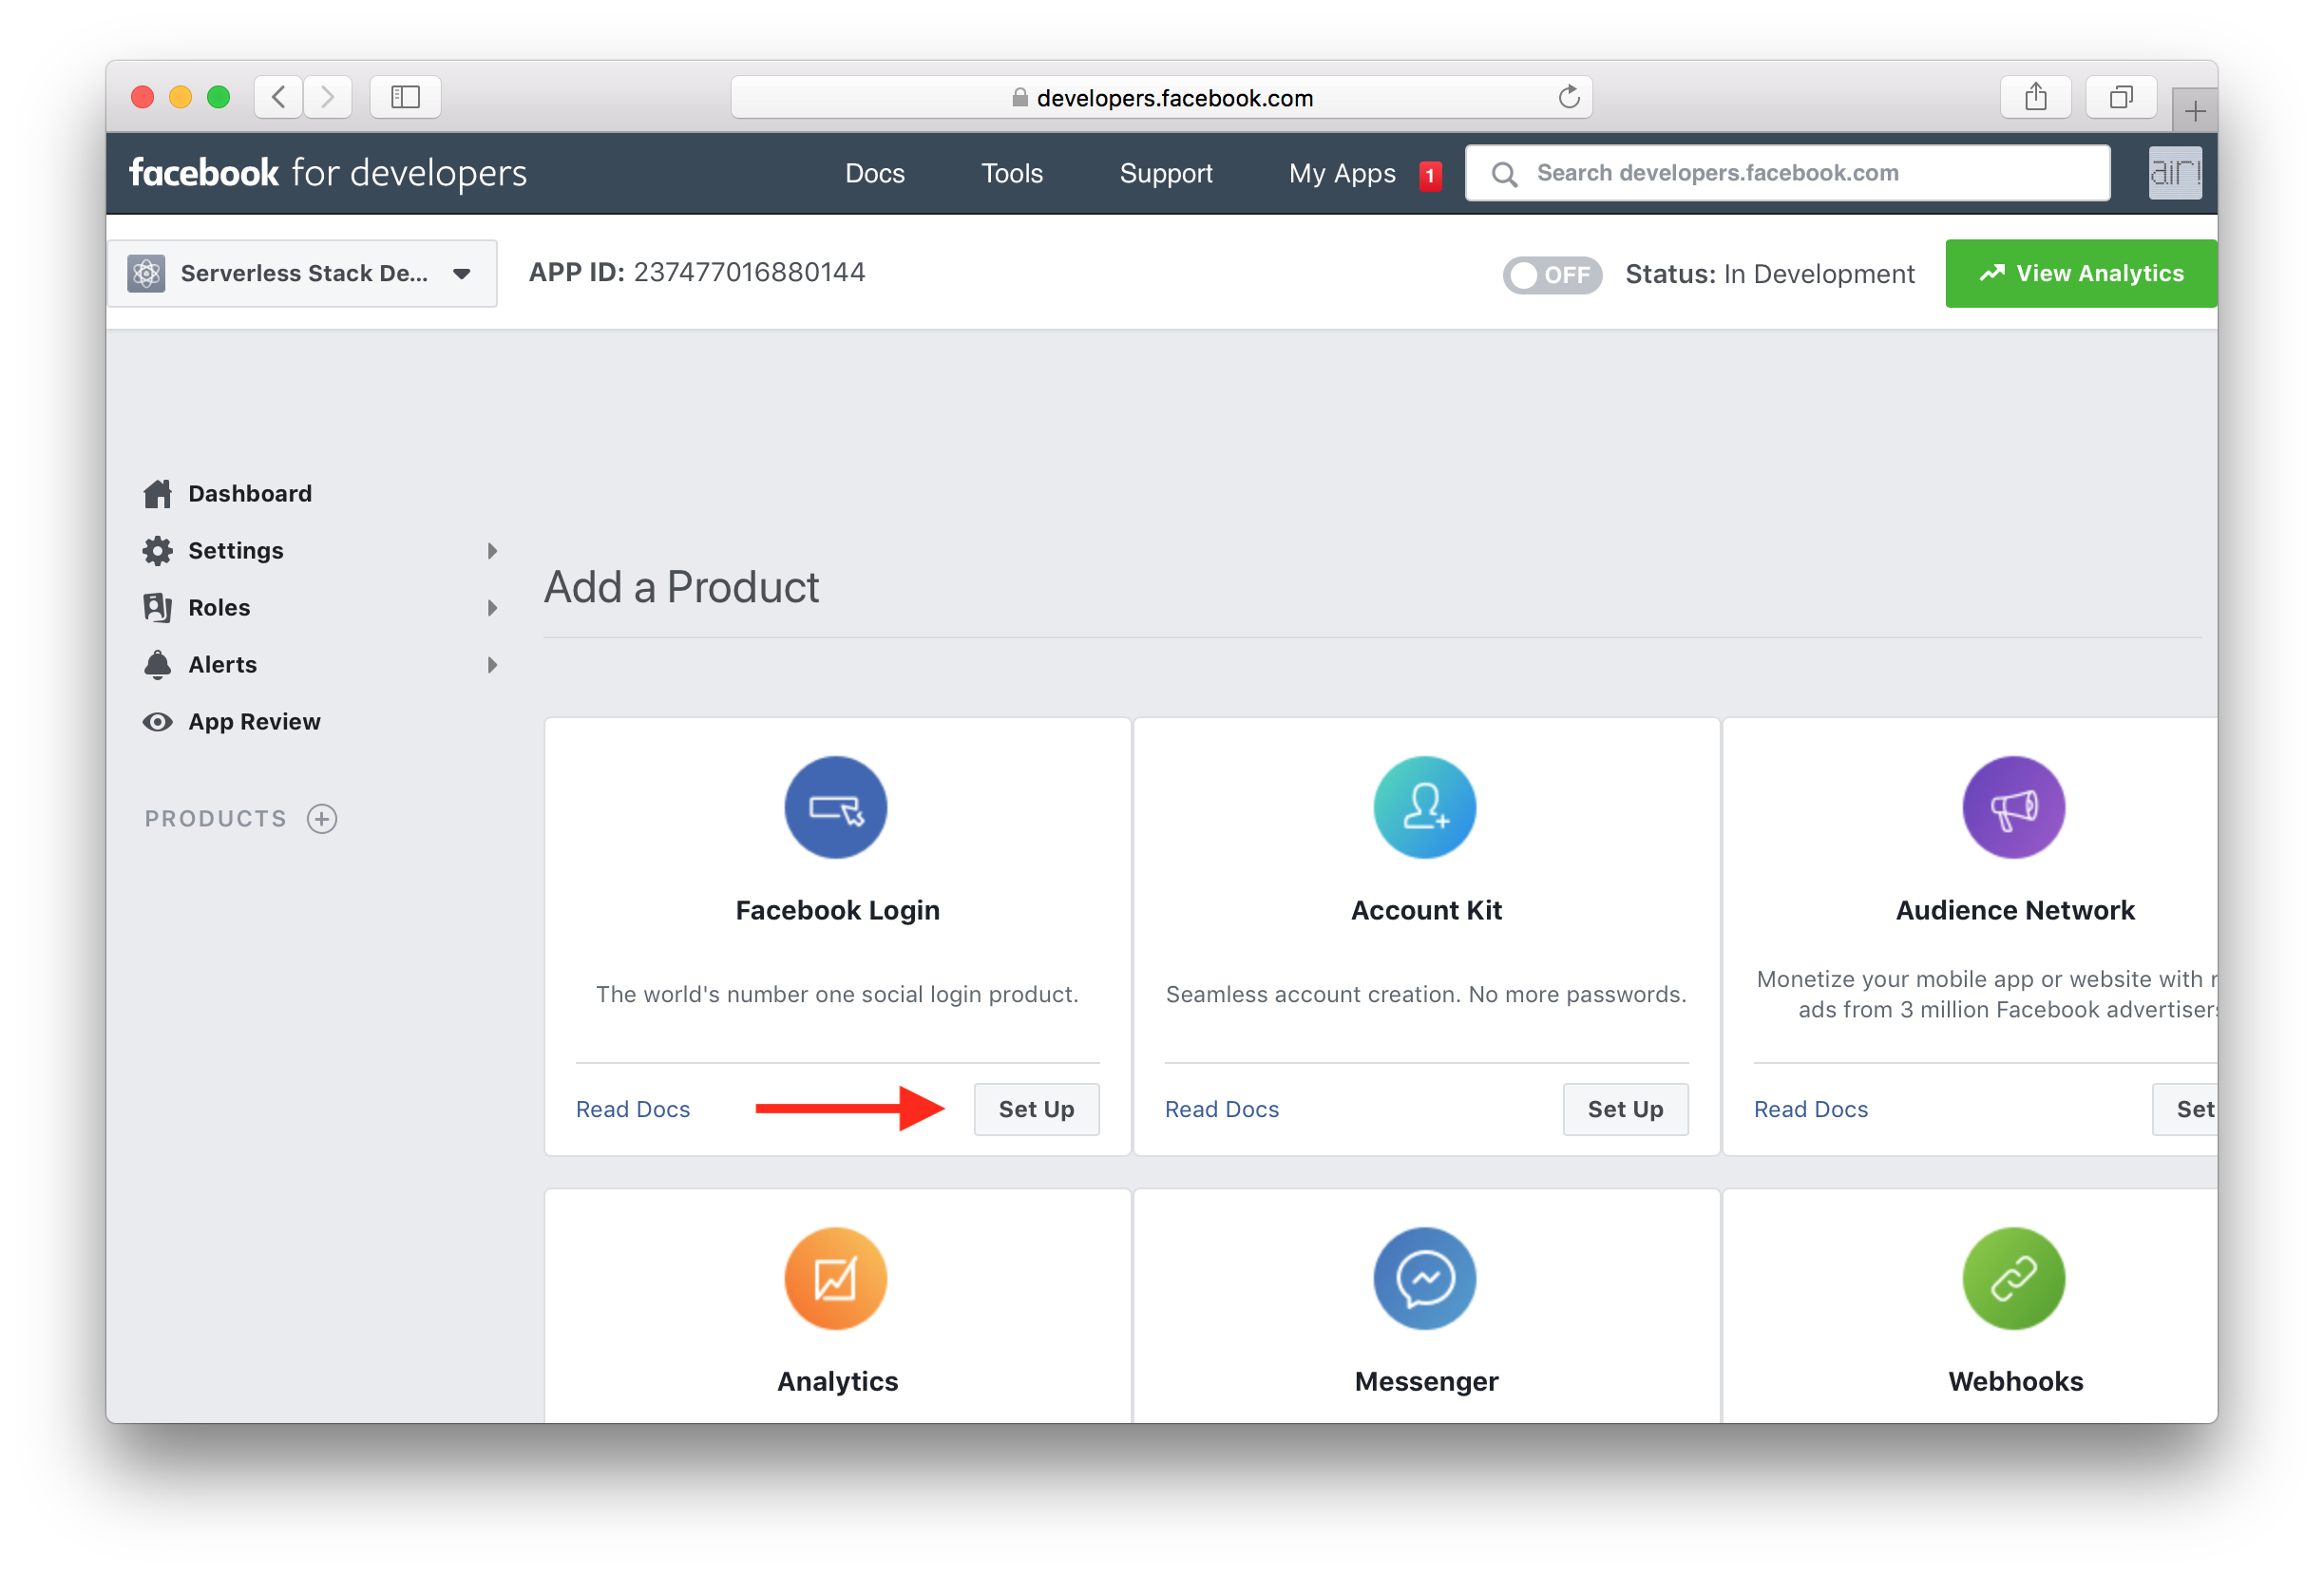 developers.facebook.com
facebook for developers
Docs
Tools
Support
My Apps
1
Search developers.facebook.com
air!
Serverless Stack De...
APP ID: 237477016880144
OFF
Status: In Development
View Analytics
Dashboard
Settings
Roles
Alerts
App Review
PRODUCTS
Add a Product
Facebook Login
The world's number one social login product.
Read Docs
Set Up
Account Kit
Seamless account creation. No more passwords.
Read Docs
Set Up
Audience Network
Monetize your mobile app or website with
ads from 3 million Facebook advertisers
Read Docs
Set
Analytics
Messenger
Webhooks